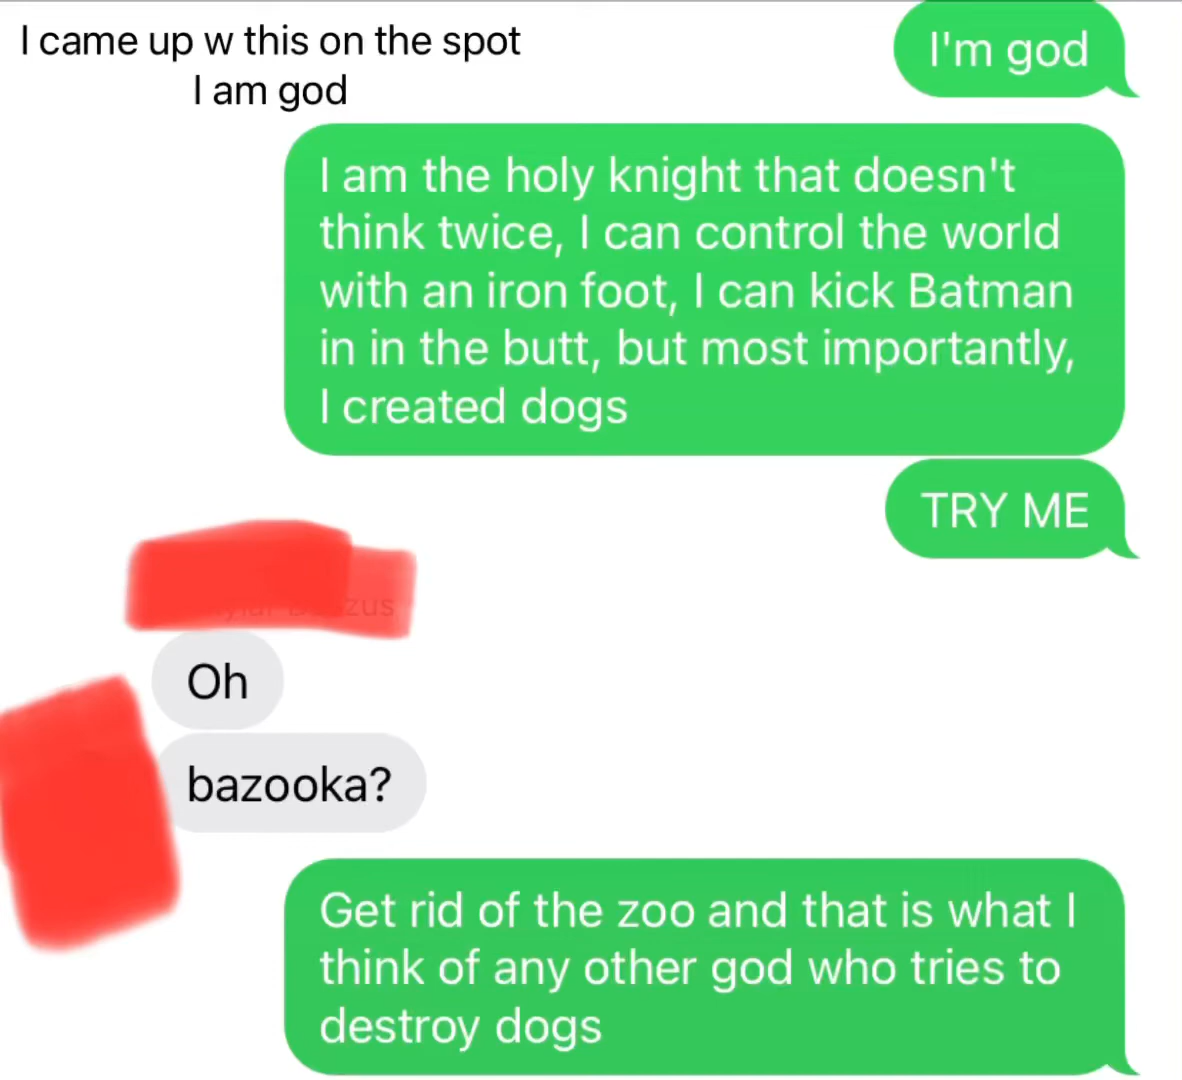 I came up w this on the spot
I am god
I'm god
I am the holy knight that doesn't
think twice, I can control the world
with an iron foot, I can kick Batman
in in the butt, but most importantly,
I created dogs
TRY ME
Oh
bazooka?
Get rid of the zoo and that is what I
think of any other god who tries to
destroy dogs